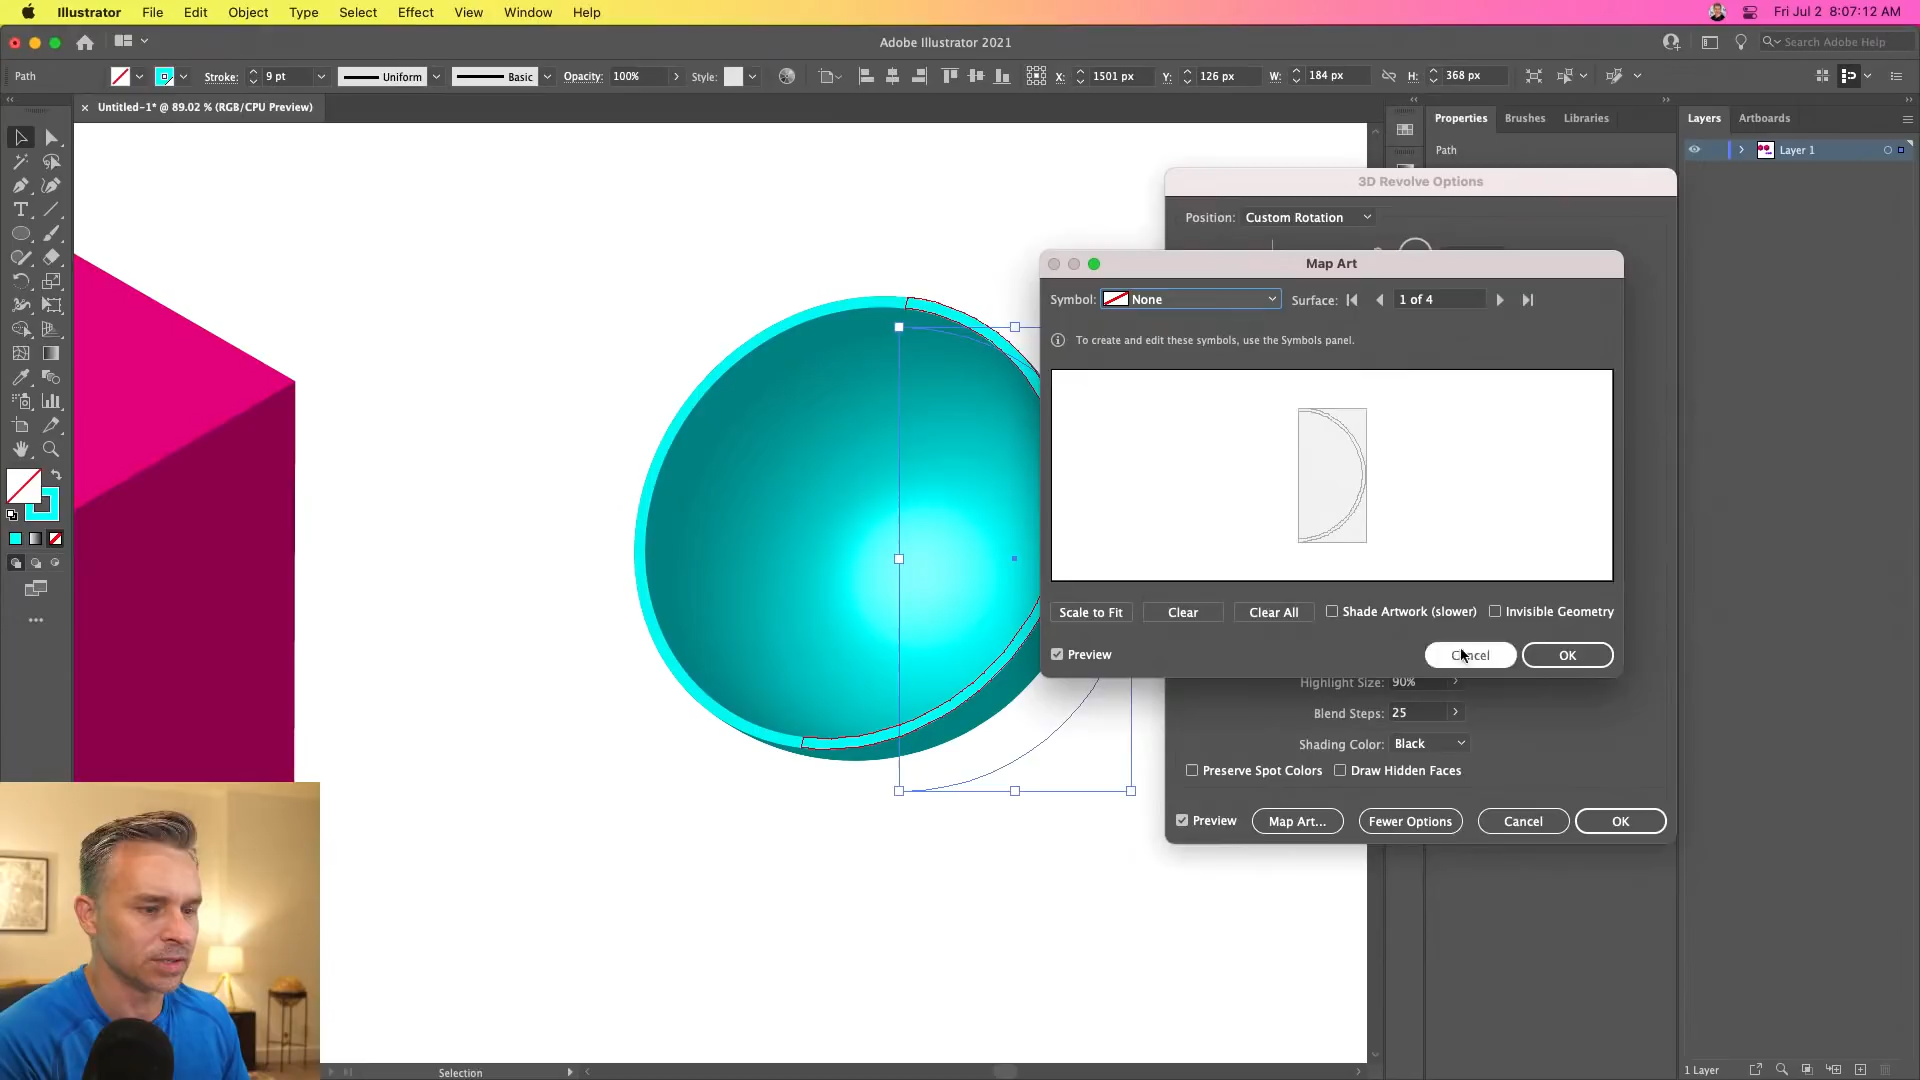 Illustrator File Edit Object Type Select Effect View Window Help
Fri Jul 2 8:07:12 AM
Adobe Illustrator 2021
Search Adobe Help
Path
Stroke: 9 pt
Uniform
Basic
Opacity: 100%
Style:
X: 1501 px
Y: 126 px
W: 184 px
H: 368 px
× Untitled-1* @ 89.02 % (RGB/CPU Preview)
Properties Brushes Libraries
Layers Artboards
Path
Layer 1
3D Revolve Options
Position: Custom Rotation
Map Art
Symbol: None
Surface: 1 of 4
To create and edit these symbols, use the Symbols panel.
Scale to Fit
Clear
Clear All
Shade Artwork (slower)
Invisible Geometry
Preview
Cancel
OK
Highlight Size: 90%
Blend Steps: 25
Shading Color: Black
Preserve Spot Colors
Draw Hidden Faces
Preview
Map Art...
Fewer Options
Cancel
OK
Selection
1 Layer